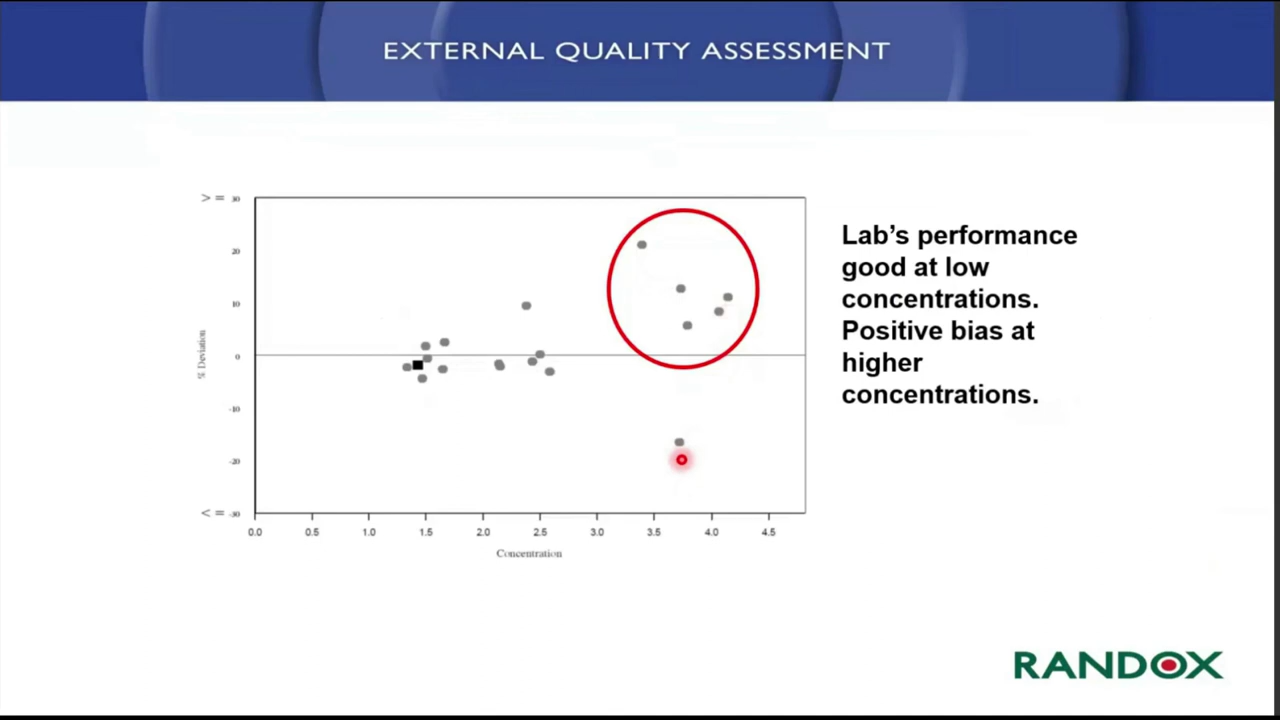 EXTERNAL QUALITY ASSESSMENT
> = 30
20
10
0
-10
-20
< = -30
% Deviation
0.0 0.5 1.0 1.5 2.0 2.5 3.0 3.5 4.0 4.5
Concentration
Lab's performance
good at low
concentrations.
Positive bias at
higher
concentrations.
RANDOX